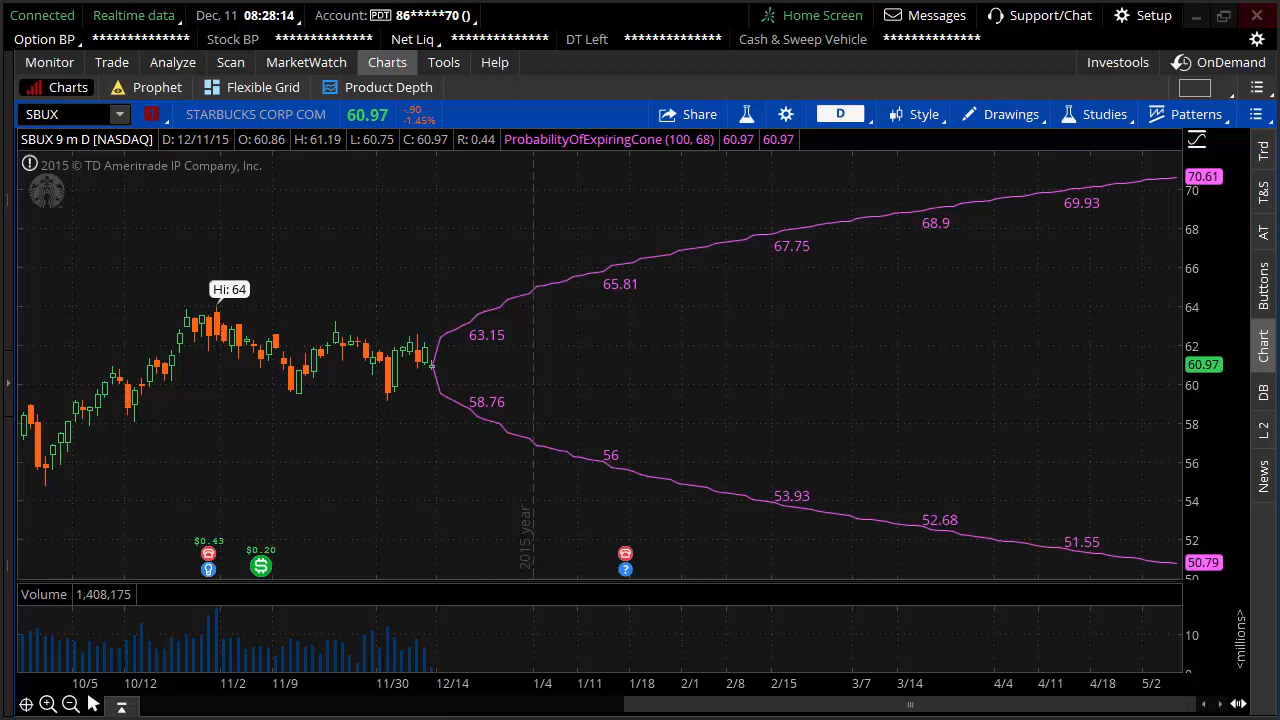 Connected Realtime data Dec, 11 08:28:14 Account: PDT 86*****70 () Home Screen Messages Support/Chat Setup
Option BP ************** Stock BP ************** Net Liq ************** DT Left ************** Cash & Sweep Vehicle **************
Monitor Trade Analyze Scan MarketWatch Charts Tools Help Investools OnDemand
Charts Prophet Flexible Grid Product Depth
SBUX STARBUCKS CORP COM 60.97 -.90 -1.45% Share D Style Drawings Studies Patterns
SBUX 9 m D [NASDAQ] D: 12/11/15 O: 60.86 H: 61.19 L: 60.75 C: 60.97 R: 0.44 ProbabilityOfExpiringCone (100, 68) 60.97 60.97
2015 © TD Ameritrade IP Company, Inc.
70.61
70
69.93
68.9
68
67.75
66
65.81
Hi: 64
64
63.15
62
60.97
60
58.76
58
56
56
54
53.93
52.68
52
51.55
50.79
50
$0.43
$0.20
$
?
2015 year
Volume 1,408,175
10
0
<millions>
10/5 10/12 11/2 11/9 11/30 12/14 1/4 1/11 1/18 2/1 2/8 2/15 3/7 3/14 4/4 4/11 4/18 5/2
Trd
T&S
AT
Buttons
Chart
DB
L 2
News